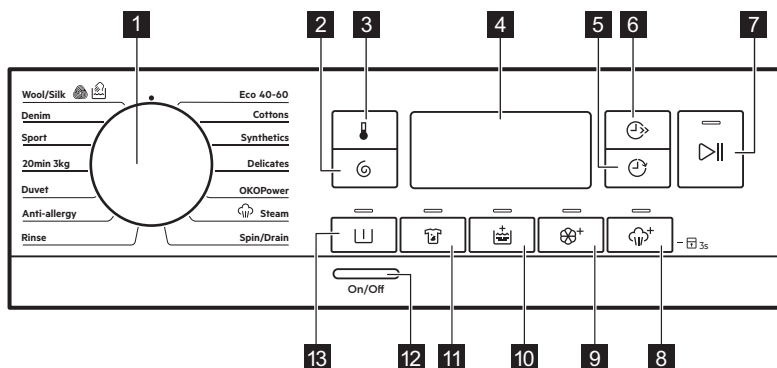 1
2
3
4
5
6
7
Wool/Silk
Denim
Sport
20min 3kg
Duvet
Anti-allergy
Rinse
Eco 40-60
Cottons
Synthetics
Delicates
OKOPower
Steam
Spin/Drain
3s
On/Off
13
12
11
10
9
8